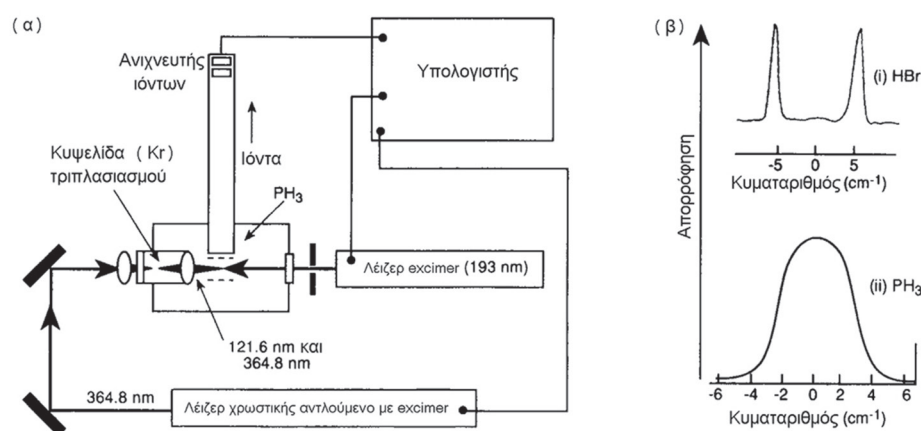 ( α )
Ανιχνευτής
ιόντων
Υπολογιστής
Ιόντα
Κυψελίδα ( Kr )
τριπλασιασμού
PH3
Λέιζερ excimer (193 nm)
121.6 nm και
364.8 nm
364.8 nm
Λέιζερ χρωστικής αντλούμενο με excimer
( β )
Απορρόφηση
(i) HBr
-5 0 5
Κυματαριθμός (cm-1)
(ii) PH3
-6 -4 -2 0 2 4 6
Κυματαριθμός (cm-1)